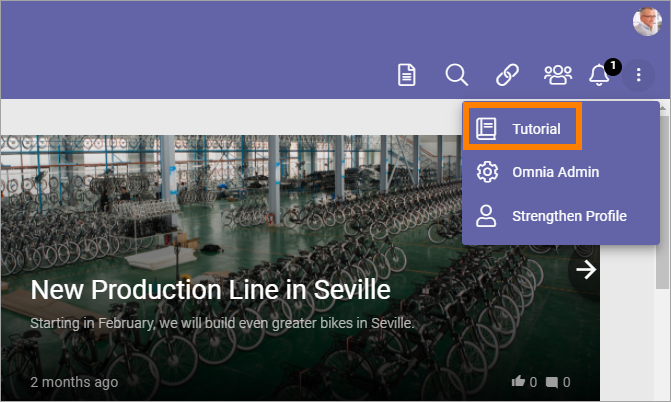 1
Tutorial
Omnia Admin
Strengthen Profile
New Production Line in Seville
Starting in February, we will build even greater bikes in Seville.
2 months ago 0 0